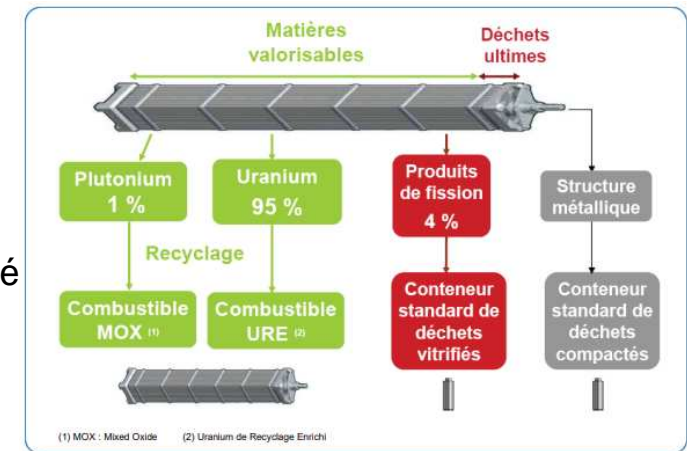 Matières
valorisables
Déchets
ultimes
Plutonium
1 %
Uranium
95 %
Produits
de fission
4 %
Structure
métallique
Recyclage
é
Combustible
MOX (1)
Combustible
URE (2)
Conteneur
standard de
déchets
vitrifiés
Conteneur
standard de
déchets
compactés
(1) MOX : Mixed Oxide (2) Uranium de Recyclage Enrichi